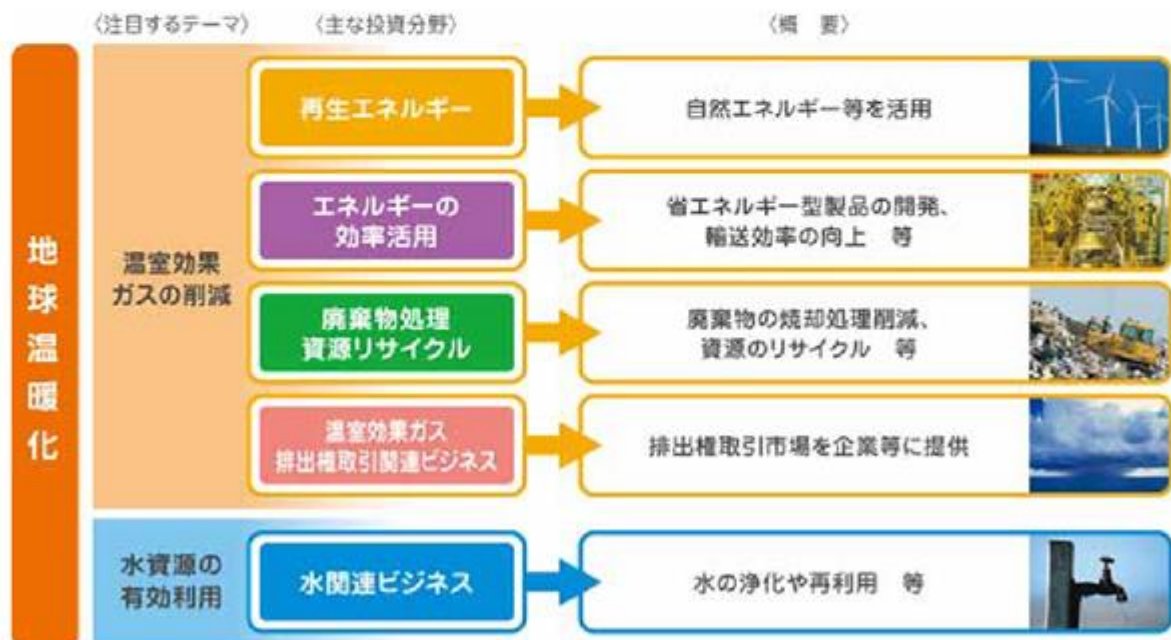 〈注目するテーマ〉 〈主な投資分野〉 〈概　要〉
地球温暖化
温室効果
ガスの削減
再生エネルギー
自然エネルギー等を活用
エネルギーの
効率活用
省エネルギー型製品の開発、
輸送効率の向上　等
廃棄物処理
資源リサイクル
廃棄物の焼却処理削減、
資源のリサイクル　等
温室効果ガス
排出権取引関連ビジネス
排出権取引市場を企業等に提供
水資源の
有効利用
水関連ビジネス
水の浄化や再利用　等